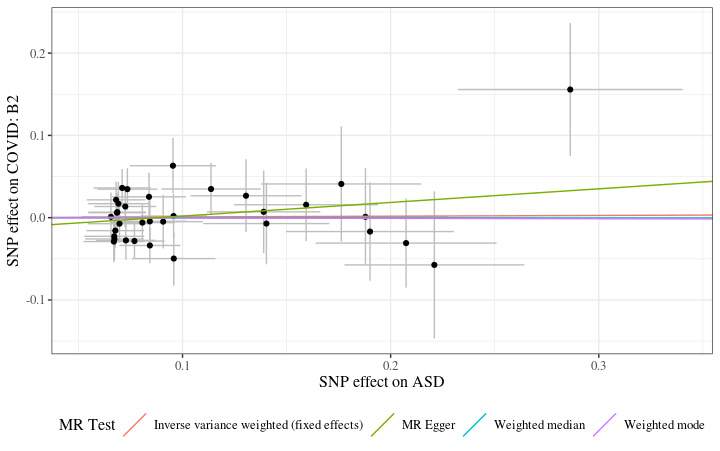 SNP effect on COVID: B2
0.2
0.1
0.0
-0.1
0.1 0.2 0.3
SNP effect on ASD
MR Test Inverse variance weighted (fixed effects) MR Egger Weighted median Weighted mode